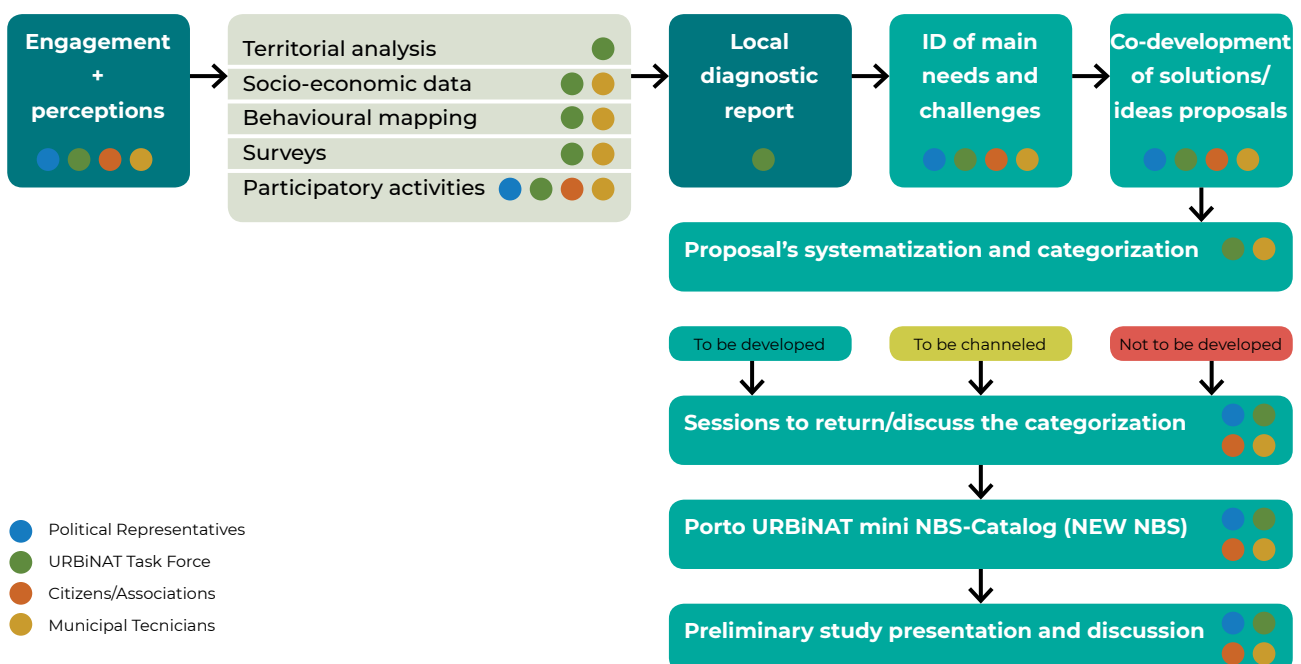 Engagement
+
perceptions
Territorial analysis
Socio-economic data
Behavioural mapping
Surveys
Participatory activities
Local
diagnostic
report
ID of main
needs and
challenges
Co-development
of solutions/
ideas proposals
Proposal's systematization and categorization
To be developed
To be channeled
Not to be developed
Sessions to return/discuss the categorization
Porto URBiNAT mini NBS-Catalog (NEW NBS)
Preliminary study presentation and discussion
Political Representatives
URBiNAT Task Force
Citizens/Associations
Municipal Tecnicians